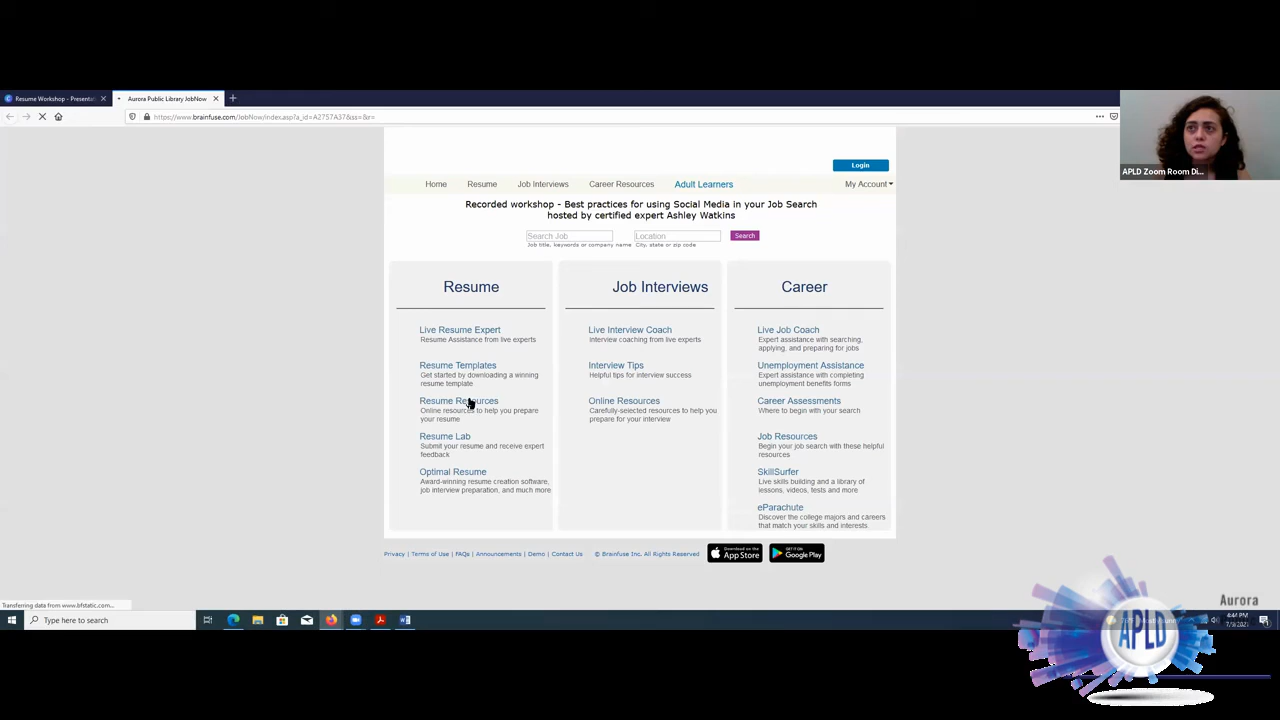 Resume Workshop - Presentat
Aurora Public Library JobNow
https://www.brainfuse.com/JobNow/index.asp?a_id=A2757A37&ss=&r=
APLD Zoom Room Di...
Login
Home
Resume
Job Interviews
Career Resources
Adult Learners
My Account
Recorded workshop - Best practices for using Social Media in your Job Search
hosted by certified expert Ashley Watkins
Search Job
Location
Search
Job title, keywords or company name
City, state or zip code
Resume
Live Resume Expert
Resume Assistance from live experts
Resume Templates
Get started by downloading a winning
resume template
Resume Resources
Online resources to help you prepare
your resume
Resume Lab
Submit your resume and receive expert
feedback
Optimal Resume
Award-winning resume creation software,
job interview preparation, and much more
Job Interviews
Live Interview Coach
Interview coaching from live experts
Interview Tips
Helpful tips for interview success
Online Resources
Carefully-selected resources to help you
prepare for your interview
Career
Live Job Coach
Expert assistance with searching,
applying, and preparing for jobs
Unemployment Assistance
Expert assistance with completing
unemployment benefits forms
Career Assessments
Where to begin with your search
Job Resources
Begin your job search with these helpful
resources
SkillSurfer
Live skills building and a library of
lessons, videos, tests and more
eParachute
Discover the college majors and careers
that match your skills and interests.
Privacy | Terms of Use | FAQs | Announcements | Demo | Contact Us
© Brainfuse Inc. All Rights Reserved
Download on the
App Store
GET IT ON
Google Play
Transferring data from www.bfstatic.com...
Type here to search
Aurora
4:44 PM
APLD